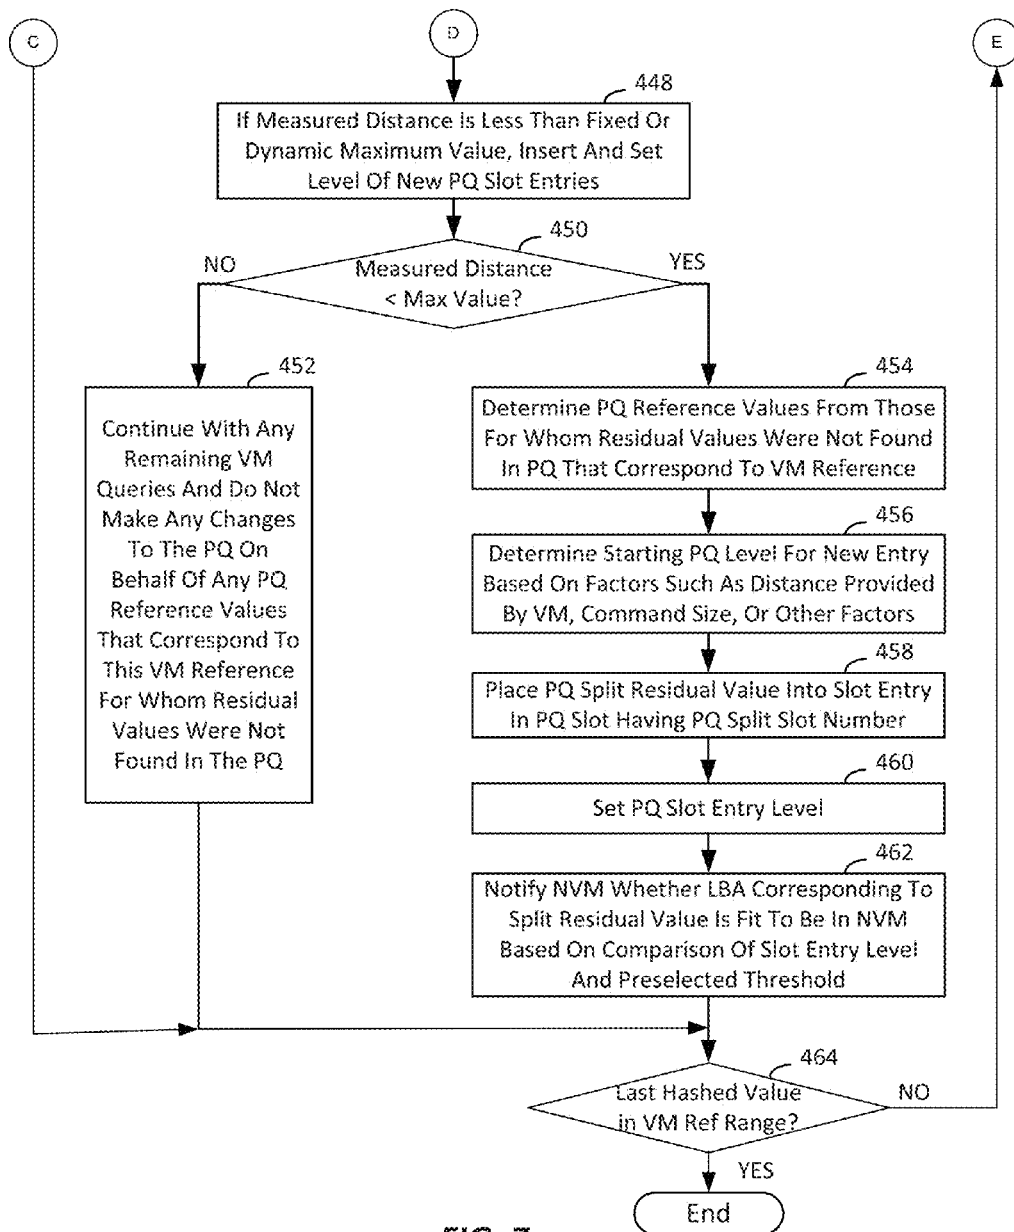 C
D
E
448
If Measured Distance Is Less Than Fixed Or
Dynamic Maximum Value, Insert And Set
Level Of New PQ Slot Entries
450
NO
Measured Distance
< Max Value?
YES
452
Continue With Any
Remaining VM
Queries And Do Not
Make Any Changes
To The PQ On
Behalf Of Any PQ
Reference Values
That Correspond To
This VM Reference
For Whom Residual
Values Were Not
Found In The PQ
454
Determine PQ Reference Values From Those
For Whom Residual Values Were Not Found
In PQ That Correspond To VM Reference
456
Determine Starting PQ Level For New Entry
Based On Factors Such As Distance Provided
By VM, Command Size, Or Other Factors
458
Place PQ Split Residual Value Into Slot Entry
In PQ Slot Having PQ Split Slot Number
460
Set PQ Slot Entry Level
462
Notify NVM Whether LBA Corresponding To
Split Residual Value Is Fit To Be In NVM
Based On Comparison Of Slot Entry Level
And Preselected Threshold
464
Last Hashed Value
in VM Ref Range?
NO
YES
End